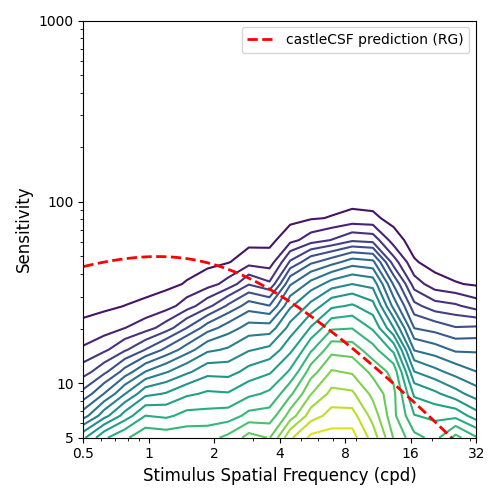 1000
castleCSF prediction (RG)
100
Sensitivity
10
5
0.5 1 2 4 8 16 32
Stimulus Spatial Frequency (cpd)